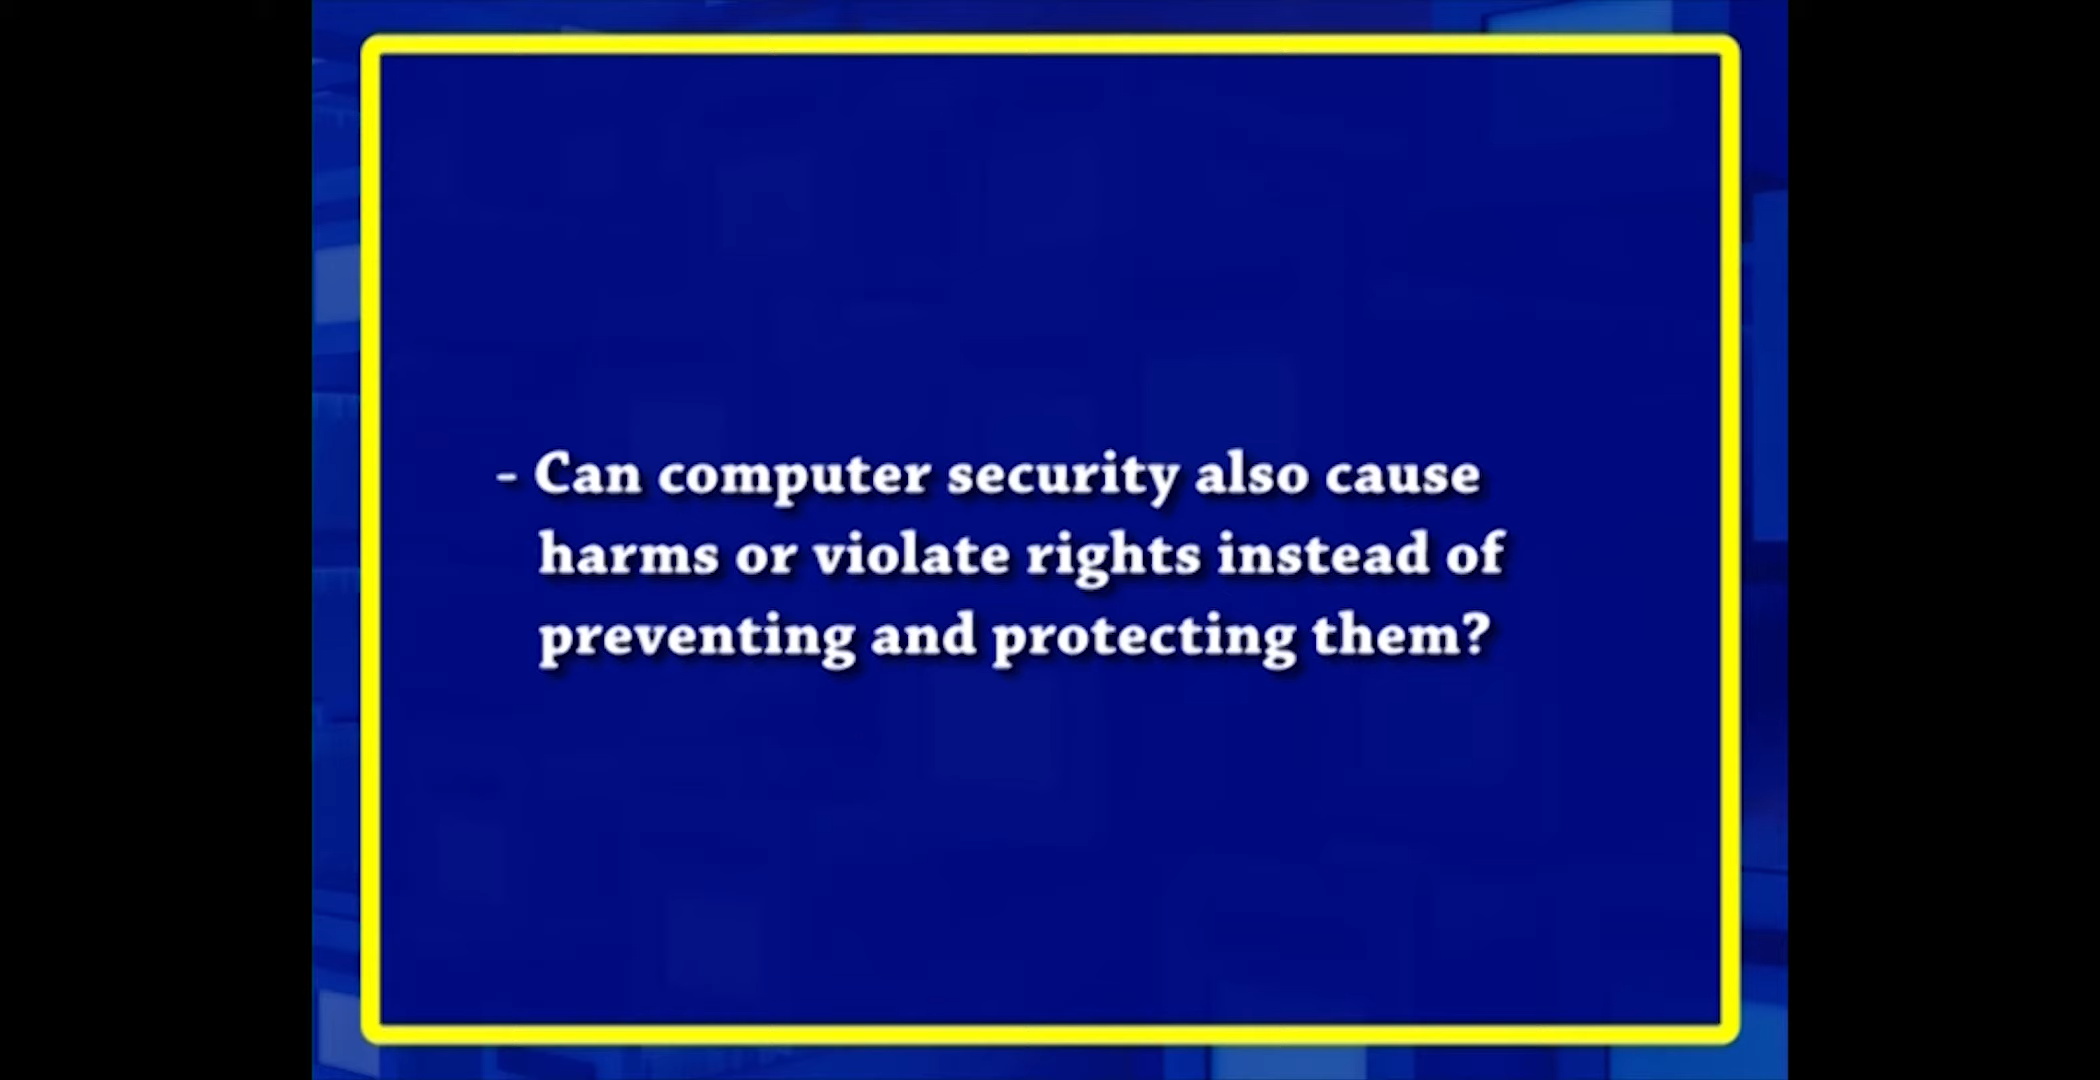 - Can computer security also cause
harms or violate rights instead of
preventing and protecting them?